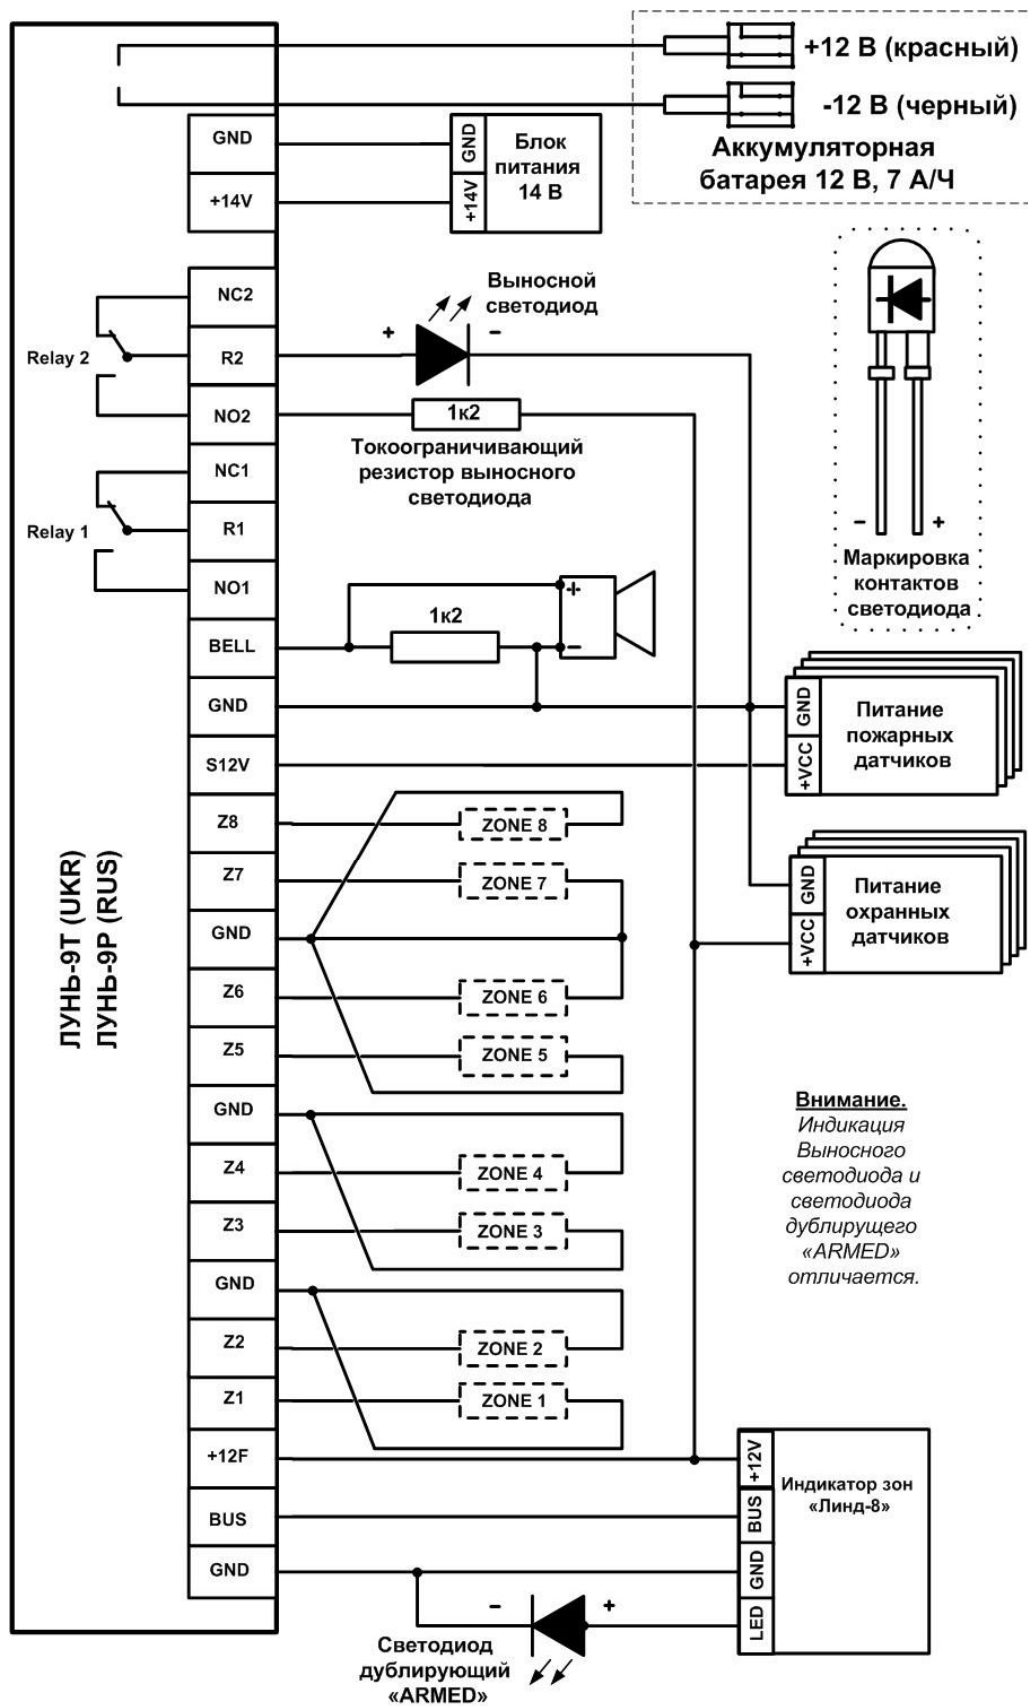 +12 В (красный)
-12 В (черный)
Аккумуляторная
батарея 12 В, 7 А/Ч
GND
+14V
GND
+14V
Блок
питания
14 В
NC2
R2
NO2
Relay 2
+
-
Выносной
светодиод
1к2
Токоограничивающий
резистор выносного
светодиода
NC1
R1
NO1
Relay 1
-
+
Маркировка
контактов
светодиода
BELL
1к2
+
-
GND
S12V
GND
+VCC
Питание
пожарных
датчиков
Z8
ZONE 8
Z7
ZONE 7
GND
GND
+VCC
Питание
охранных
датчиков
Z6
ZONE 6
Z5
ZONE 5
GND
Z4
ZONE 4
Z3
ZONE 3
GND
Z2
ZONE 2
Z1
ZONE 1
ЛУНЬ-9Т (UKR)
ЛУНЬ-9Р (RUS)
Внимание.
Индикация
Выносного
светодиода и
светодиода
дублирущего
«ARMED»
отличается.
+12F
BUS
GND
+12V
BUS
GND
LED
Индикатор зон
«Линд-8»
-
+
Светодиод
дублирующий
«ARMED»